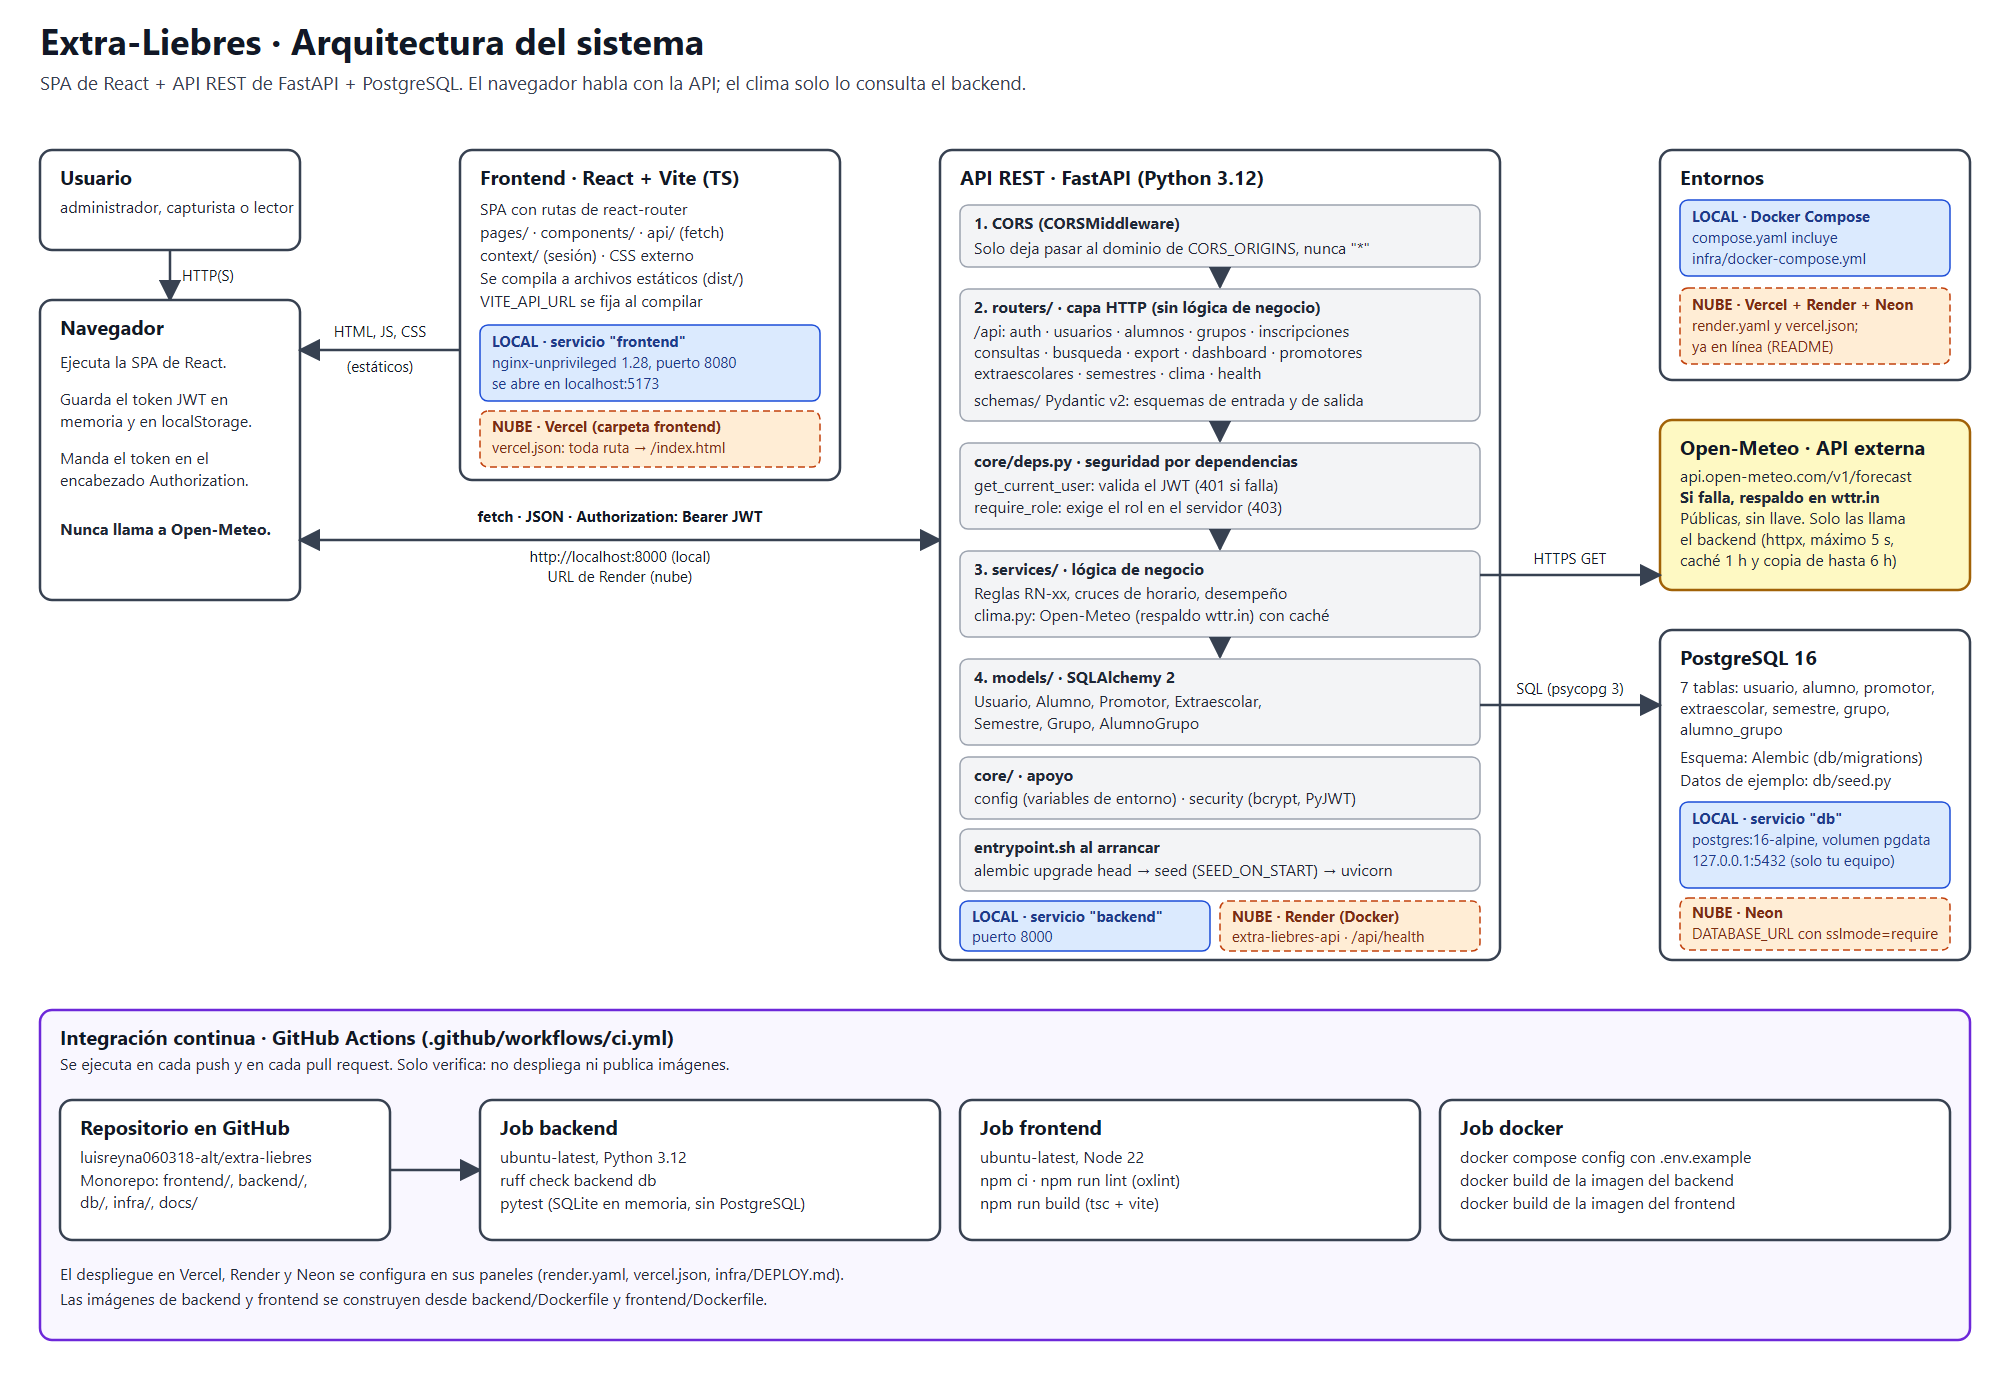 Extra-Liebres · Arquitectura del sistema
SPA de React + API REST de FastAPI + PostgreSQL. El navegador habla con la API; el clima solo lo consulta el backend.
Usuario
administrador, capturista o lector
HTTP(S)
Navegador
Ejecuta la SPA de React.
Guarda el token JWT en
memoria y en localStorage.
Manda el token en el
encabezado Authorization.
Nunca llama a Open-Meteo.
HTML, JS, CSS
(estáticos)
Frontend · React + Vite (TS)
SPA con rutas de react-router
pages/ · components/ · api/ (fetch)
context/ (sesión) · CSS externo
Se compila a archivos estáticos (dist/)
VITE_API_URL se fija al compilar
LOCAL · servicio "frontend"
nginx-unprivileged 1.28, puerto 8080
se abre en localhost:5173
NUBE · Vercel (carpeta frontend)
vercel.json: toda ruta → /index.html
fetch · JSON · Authorization: Bearer JWT
http://localhost:8000 (local)
URL de Render (nube)
API REST · FastAPI (Python 3.12)
1. CORS (CORSMiddleware)
Solo deja pasar al dominio de CORS_ORIGINS, nunca "*"
2. routers/ · capa HTTP (sin lógica de negocio)
/api: auth · usuarios · alumnos · grupos · inscripciones
consultas · busqueda · export · dashboard · promotores
extraescolares · semestres · clima · health
schemas/ Pydantic v2: esquemas de entrada y de salida
core/deps.py · seguridad por dependencias
get_current_user: valida el JWT (401 si falla)
require_role: exige el rol en el servidor (403)
3. services/ · lógica de negocio
Reglas RN-xx, cruces de horario, desempeño
clima.py: Open-Meteo (respaldo wttr.in) con caché
4. models/ · SQLAlchemy 2
Usuario, Alumno, Promotor, Extraescolar,
Semestre, Grupo, AlumnoGrupo
core/ · apoyo
config (variables de entorno) · security (bcrypt, PyJWT)
entrypoint.sh al arrancar
alembic upgrade head → seed (SEED_ON_START) → uvicorn
LOCAL · servicio "backend"
puerto 8000
NUBE · Render (Docker)
extra-liebres-api · /api/health
HTTPS GET
SQL (psycopg 3)
Entornos
LOCAL · Docker Compose
compose.yaml incluye
infra/docker-compose.yml
NUBE · Vercel + Render + Neon
render.yaml y vercel.json;
ya en línea (README)
Open-Meteo · API externa
api.open-meteo.com/v1/forecast
Si falla, respaldo en wttr.in
Públicas, sin llave. Solo las llama
el backend (httpx, máximo 5 s,
caché 1 h y copia de hasta 6 h)
PostgreSQL 16
7 tablas: usuario, alumno, promotor,
extraescolar, semestre, grupo,
alumno_grupo
Esquema: Alembic (db/migrations)
Datos de ejemplo: db/seed.py
LOCAL · servicio "db"
postgres:16-alpine, volumen pgdata
127.0.0.1:5432 (solo tu equipo)
NUBE · Neon
DATABASE_URL con sslmode=require
Integración continua · GitHub Actions (.github/workflows/ci.yml)
Se ejecuta en cada push y en cada pull request. Solo verifica: no despliega ni publica imágenes.
Repositorio en GitHub
luisreyna060318-alt/extra-liebres
Monorepo: frontend/, backend/,
db/, infra/, docs/
Job backend
ubuntu-latest, Python 3.12
ruff check backend db
pytest (SQLite en memoria, sin PostgreSQL)
Job frontend
ubuntu-latest, Node 22
npm ci · npm run lint (oxlint)
npm run build (tsc + vite)
Job docker
docker compose config con .env.example
docker build de la imagen del backend
docker build de la imagen del frontend
El despliegue en Vercel, Render y Neon se configura en sus paneles (render.yaml, vercel.json, infra/DEPLOY.md).
Las imágenes de backend y frontend se construyen desde backend/Dockerfile y frontend/Dockerfile.